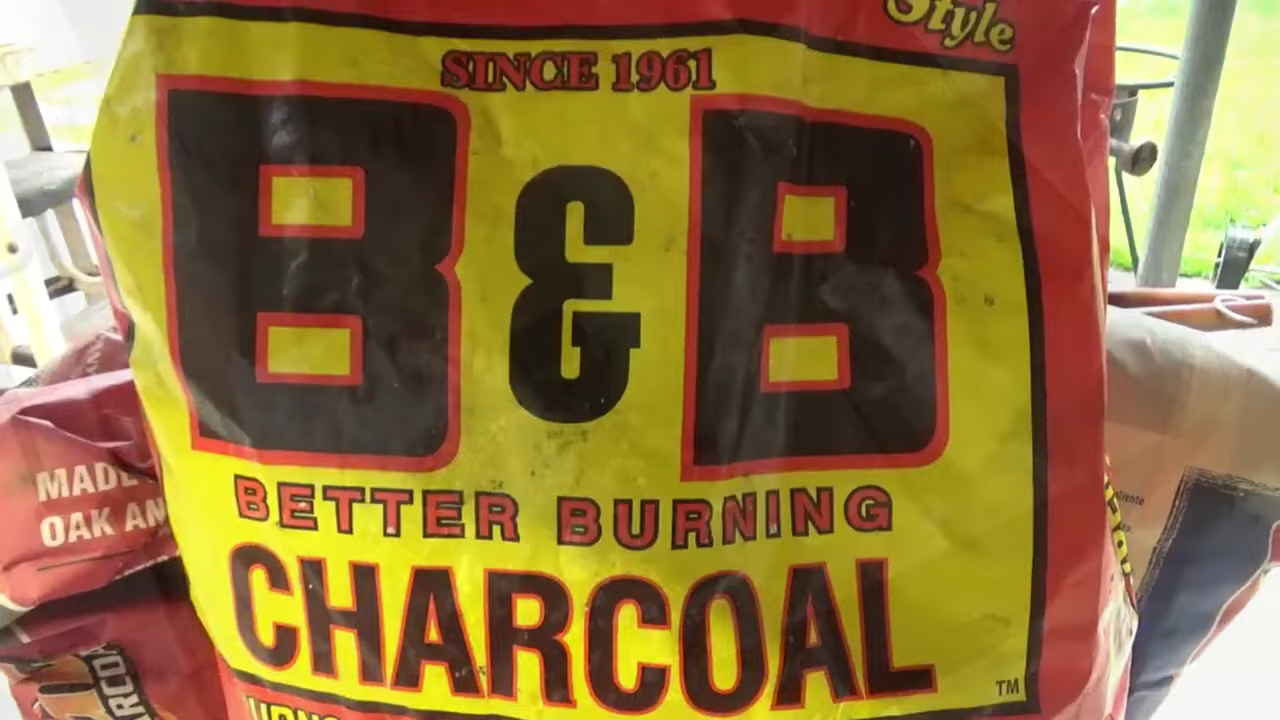 Style
SINCE 1961
B & B
BETTER BURNING
CHARCOAL
TM
MADE
OAK AN